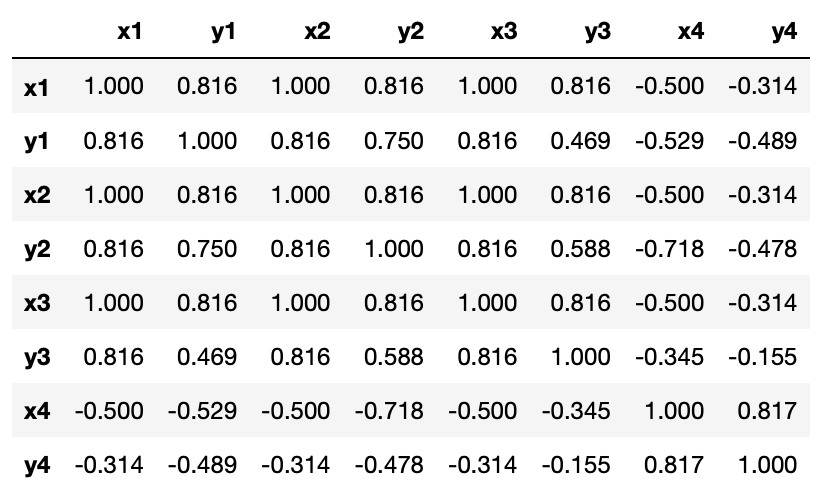 x1 y1 x2 y2 x3 y3 x4 y4
x1 1.000 0.816 1.000 0.816 1.000 0.816 -0.500 -0.314
y1 0.816 1.000 0.816 0.750 0.816 0.469 -0.529 -0.489
x2 1.000 0.816 1.000 0.816 1.000 0.816 -0.500 -0.314
y2 0.816 0.750 0.816 1.000 0.816 0.588 -0.718 -0.478
x3 1.000 0.816 1.000 0.816 1.000 0.816 -0.500 -0.314
y3 0.816 0.469 0.816 0.588 0.816 1.000 -0.345 -0.155
x4 -0.500 -0.529 -0.500 -0.718 -0.500 -0.345 1.000 0.817
y4 -0.314 -0.489 -0.314 -0.478 -0.314 -0.155 0.817 1.000